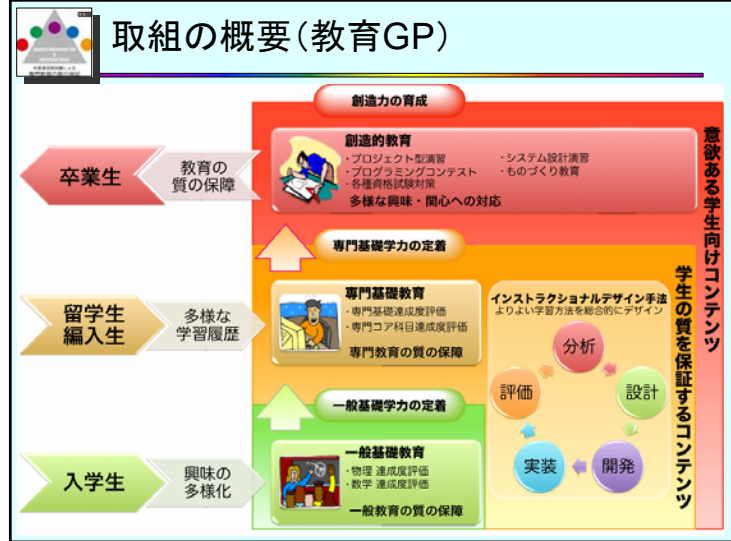 取組の概要(教育GP)
創造力の育成
卒業生
教育の
質の保障
創造的教育
・プロジェクト型演習
・プログラミングコンテスト
・各種資格試験対策
・システム設計演習
・ものづくり教育
多様な興味・関心への対応
意欲ある学生向けコンテンツ
専門基礎学力の定着
留学生
編入生
多様な
学習履歴
専門基礎教育
・専門基礎達成度評価
・専門コア科目達成度評価
専門教育の質の保障
インストラクショナルデザイン手法
よりよい学習方法を総合的にデザイン
分析
設計
開発
実装
評価
学生の質を保証するコンテンツ
一般基礎学力の定着
入学生
興味の
多様化
一般基礎教育
・物理 達成度評価
・数学 達成度評価
一般教育の質の保障